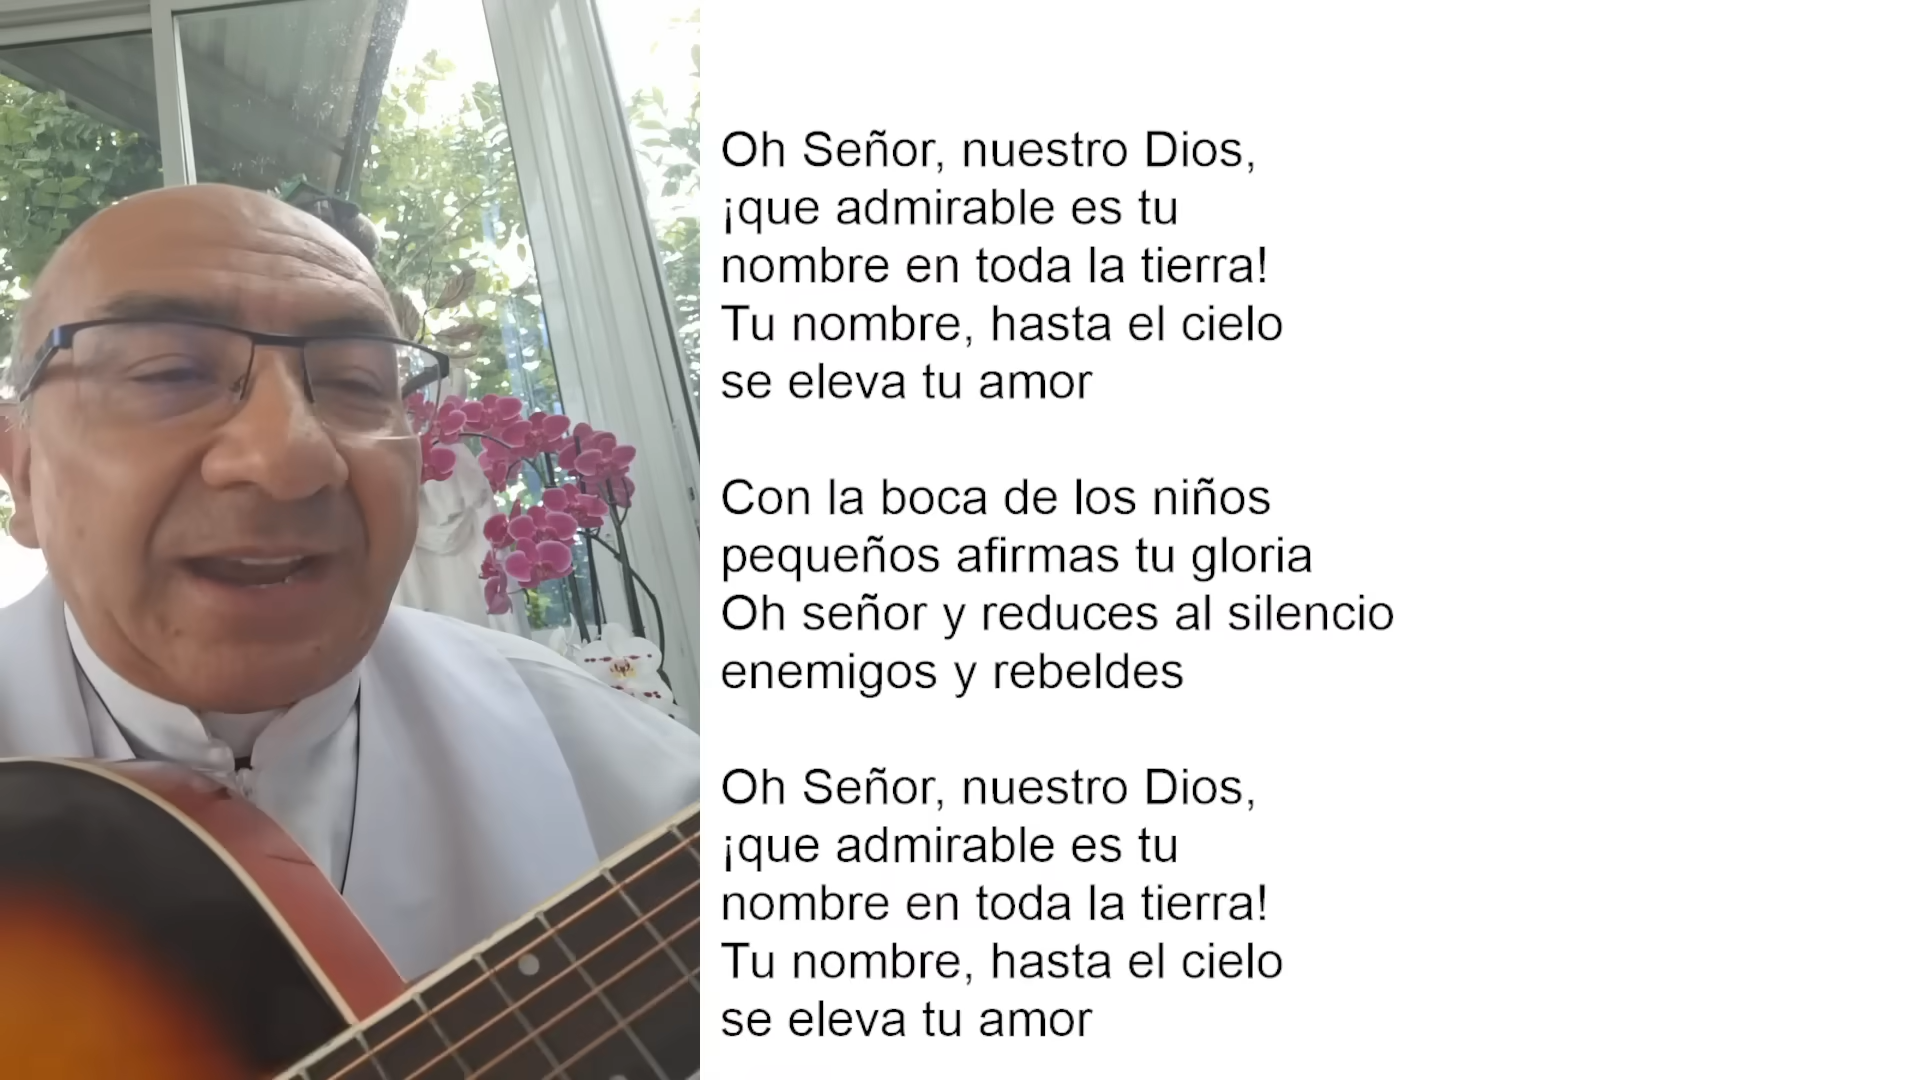 Oh Señor, nuestro Dios,
¡que admirable es tu
nombre en toda la tierra!
Tu nombre, hasta el cielo
se eleva tu amor
Con la boca de los niños
pequeños afirmas tu gloria
Oh señor y reduces al silencio
enemigos y rebeldes
Oh Señor, nuestro Dios,
¡que admirable es tu
nombre en toda la tierra!
Tu nombre, hasta el cielo
se eleva tu amor